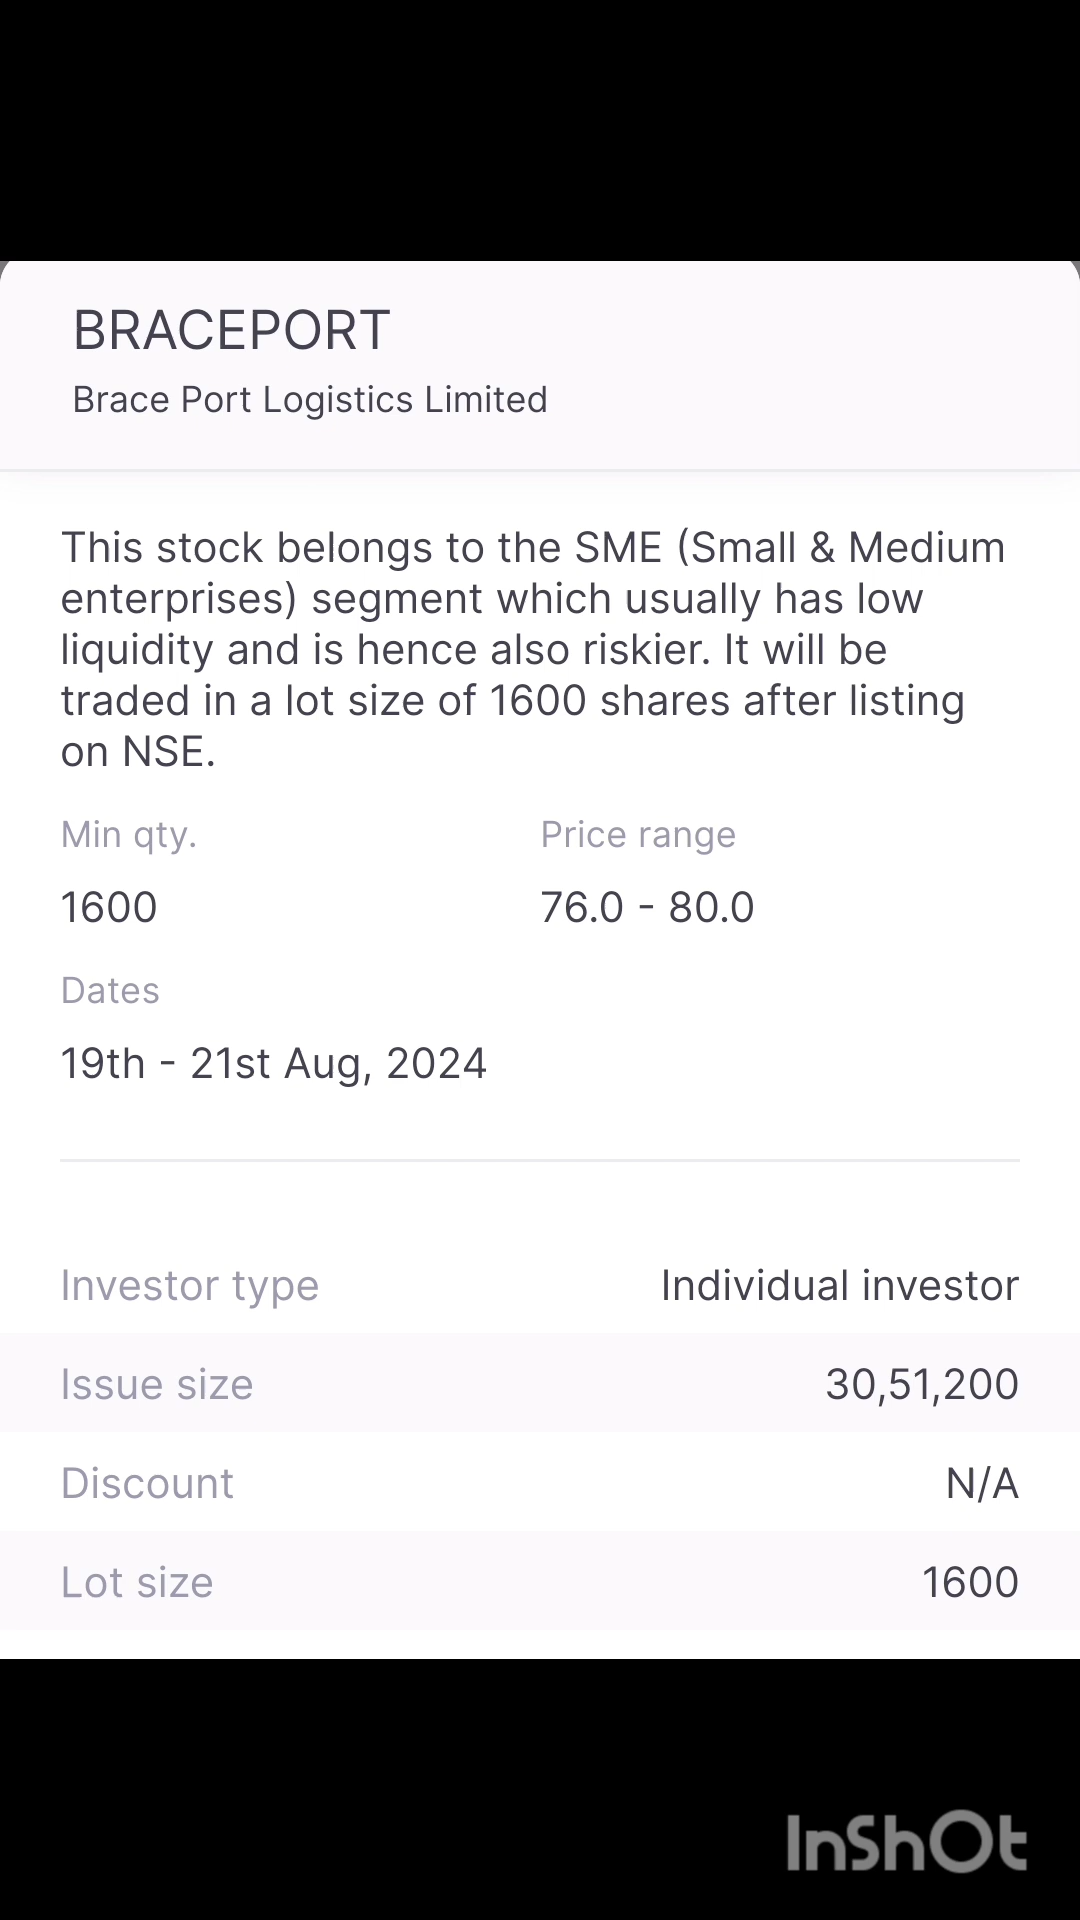 BRACEPORT
Brace Port Logistics Limited
This stock belongs to the SME (Small & Medium
enterprises) segment which usually has low
liquidity and is hence also riskier. It will be
traded in a lot size of 1600 shares after listing
on NSE.
Min qty. Price range
1600 76.0 - 80.0
Dates
19th - 21st Aug, 2024
Investor type Individual investor
Issue size 30,51,200
Discount N/A
Lot size 1600
InShOt